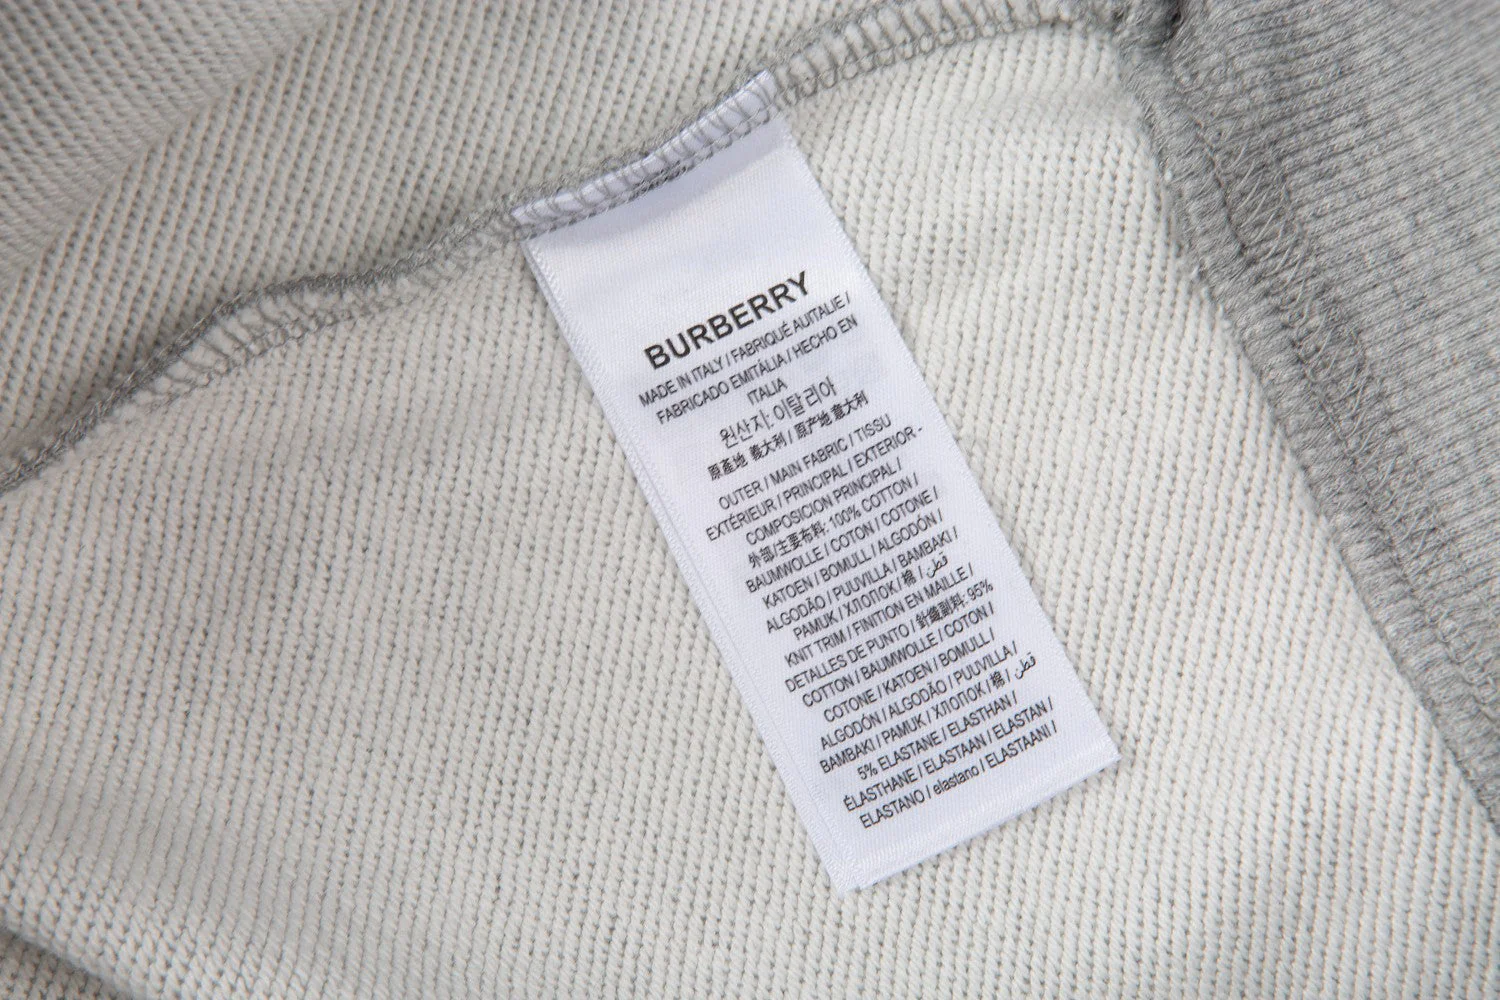 BURBERRY
MADE IN ITALY / FABRIQUÉ AUITALIE /
FABRICADO EMITÁLIA / HECHO EN
ITALIA
원산지: 이탈리아
原產地 義大利 / 原产地 意大利
OUTER / MAIN FABRIC / TISSU
EXTÉRIEUR / PRINCIPAL / EXTERIOR -
COMPOSICION PRINCIPAL /
外部/主要布料: 100% COTTON /
BAUMWOLLE / COTON / COTONE /
KATOEN / BOMULL / ALGODÓN /
ALGODÃO / PUUVILLA / BAMBAKI /
PAMUK / ХЛОПОК / 棉 / قطن
KNIT TRIM / FINITION EN MAILLE /
DETALLES DE PUNTO / 針織副料: 95%
COTTON / BAUMWOLLE / COTON /
COTONE / KATOEN / BOMULL /
ALGODÓN / ALGODÃO / PUUVILLA /
BAMBAKI / PAMUK / ХЛОПОК / 棉 / قطن
5% ELASTANE / ELASTHAN /
ÉLASTHANE / ELASTAAN / ELASTAN /
ELASTANO / elastano / ELASTAANI /